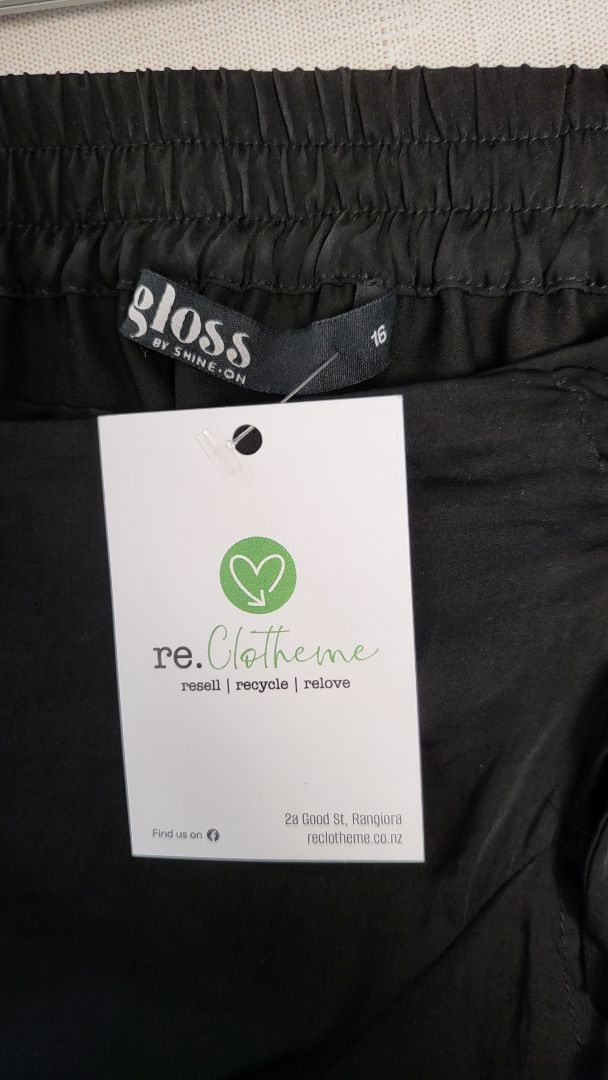 gloss
BY SHINE•ON
16
re.Clotheme
resell | recycle | relove
Find us on
2a Good St, Rangiora
reclotheme.co.nz